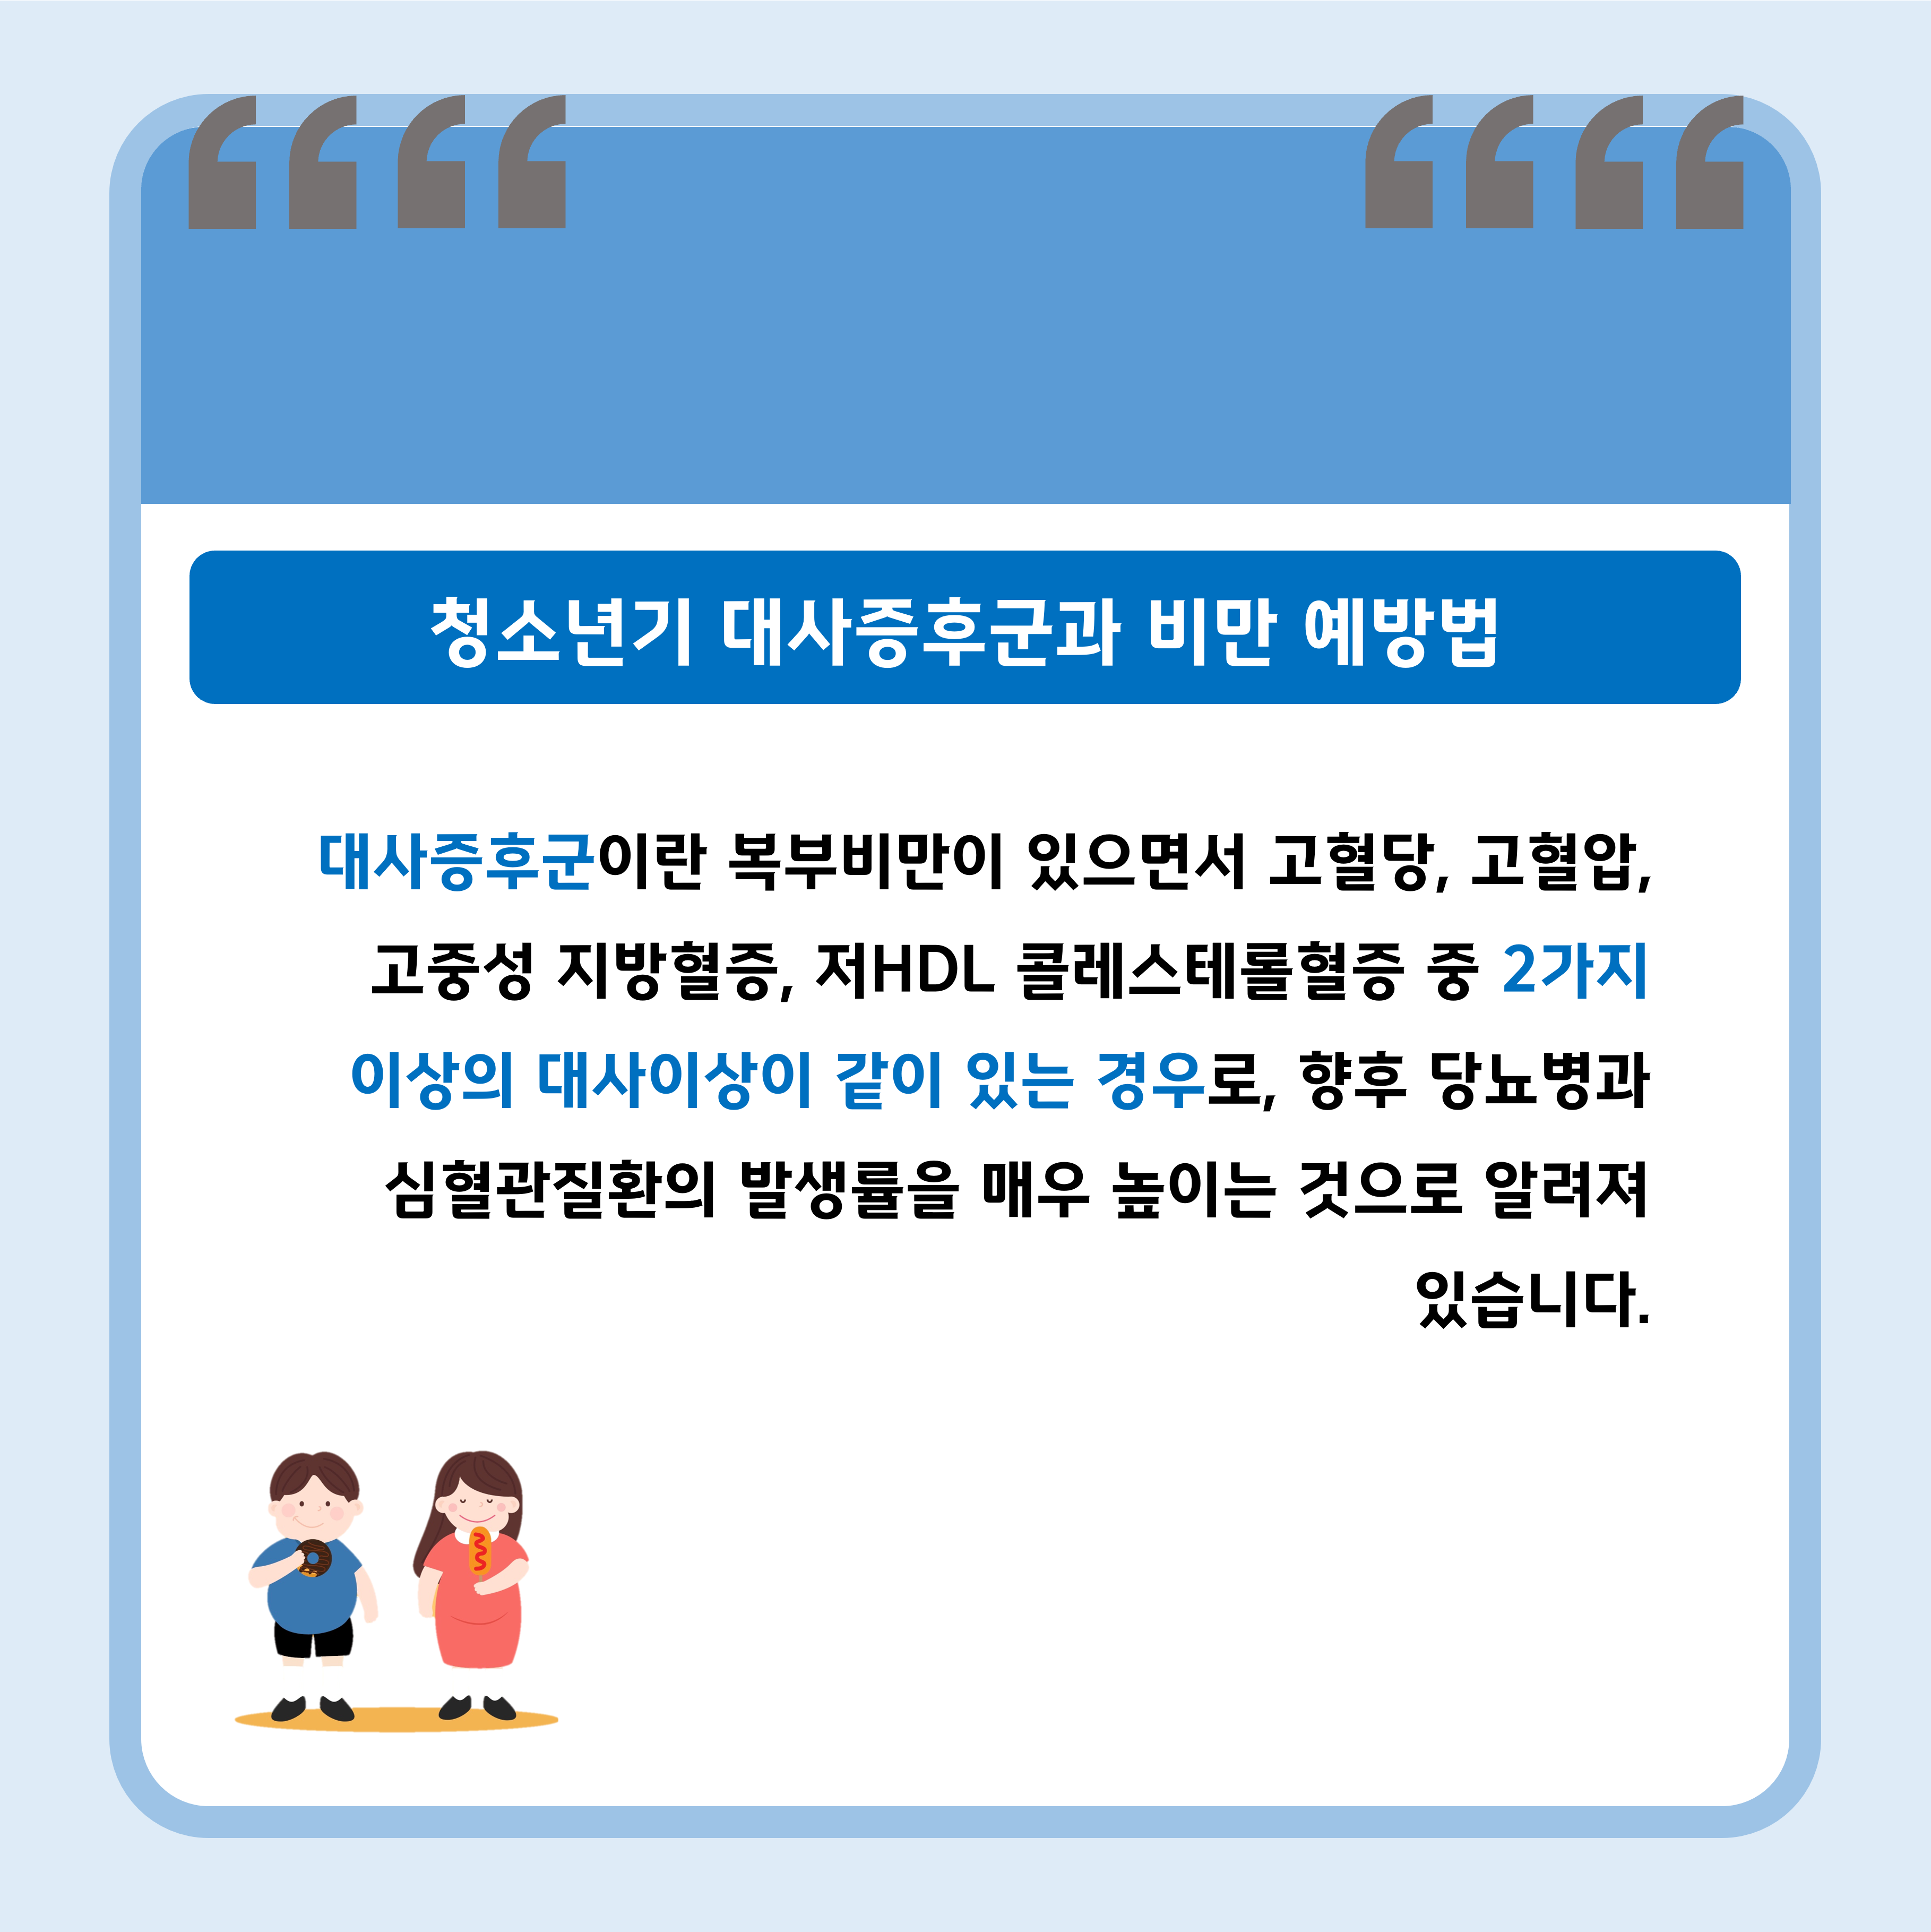 청소년기 대사증후군과 비만 예방법
대사증후군이란 복부비만이 있으면서 고혈당, 고혈압,
고중성 지방혈증, 저HDL 클레스테롤혈증 중 2가지
이상의 대사이상이 같이 있는 경우로, 향후 당뇨병과
심혈관질환의 발생률을 매우 높이는 것으로 알려져
있습니다.